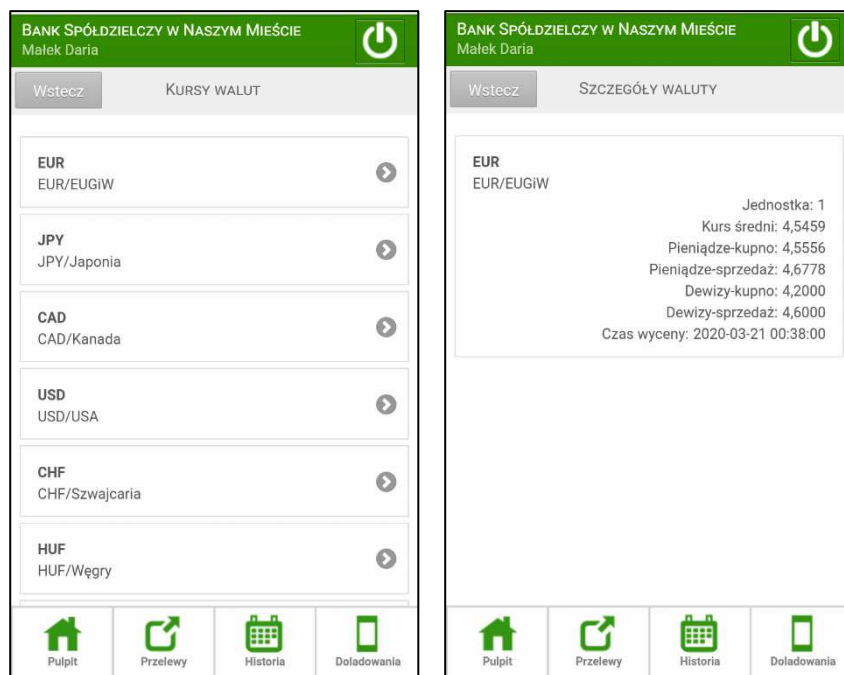 Bank Spółdzielczy w Naszym Mieście
Małek Daria
Wstecz
Kursy walut
EUR
EUR/EUGiW
JPY
JPY/Japonia
CAD
CAD/Kanada
USD
USD/USA
CHF
CHF/Szwajcaria
HUF
HUF/Węgry
Pulpit
Przelewy
Historia
Doladowania
Bank Spółdzielczy w Naszym Mieście
Małek Daria
Wstecz
Szczegóły waluty
EUR
EUR/EUGiW
Jednostka: 1
Kurs średni: 4,5459
Pieniądze-kupno: 4,5556
Pieniądze-sprzedaż: 4,6778
Dewizy-kupno: 4,2000
Dewizy-sprzedaż: 4,6000
Czas wyceny: 2020-03-21 00:38:00
Pulpit
Przelewy
Historia
Doladowania